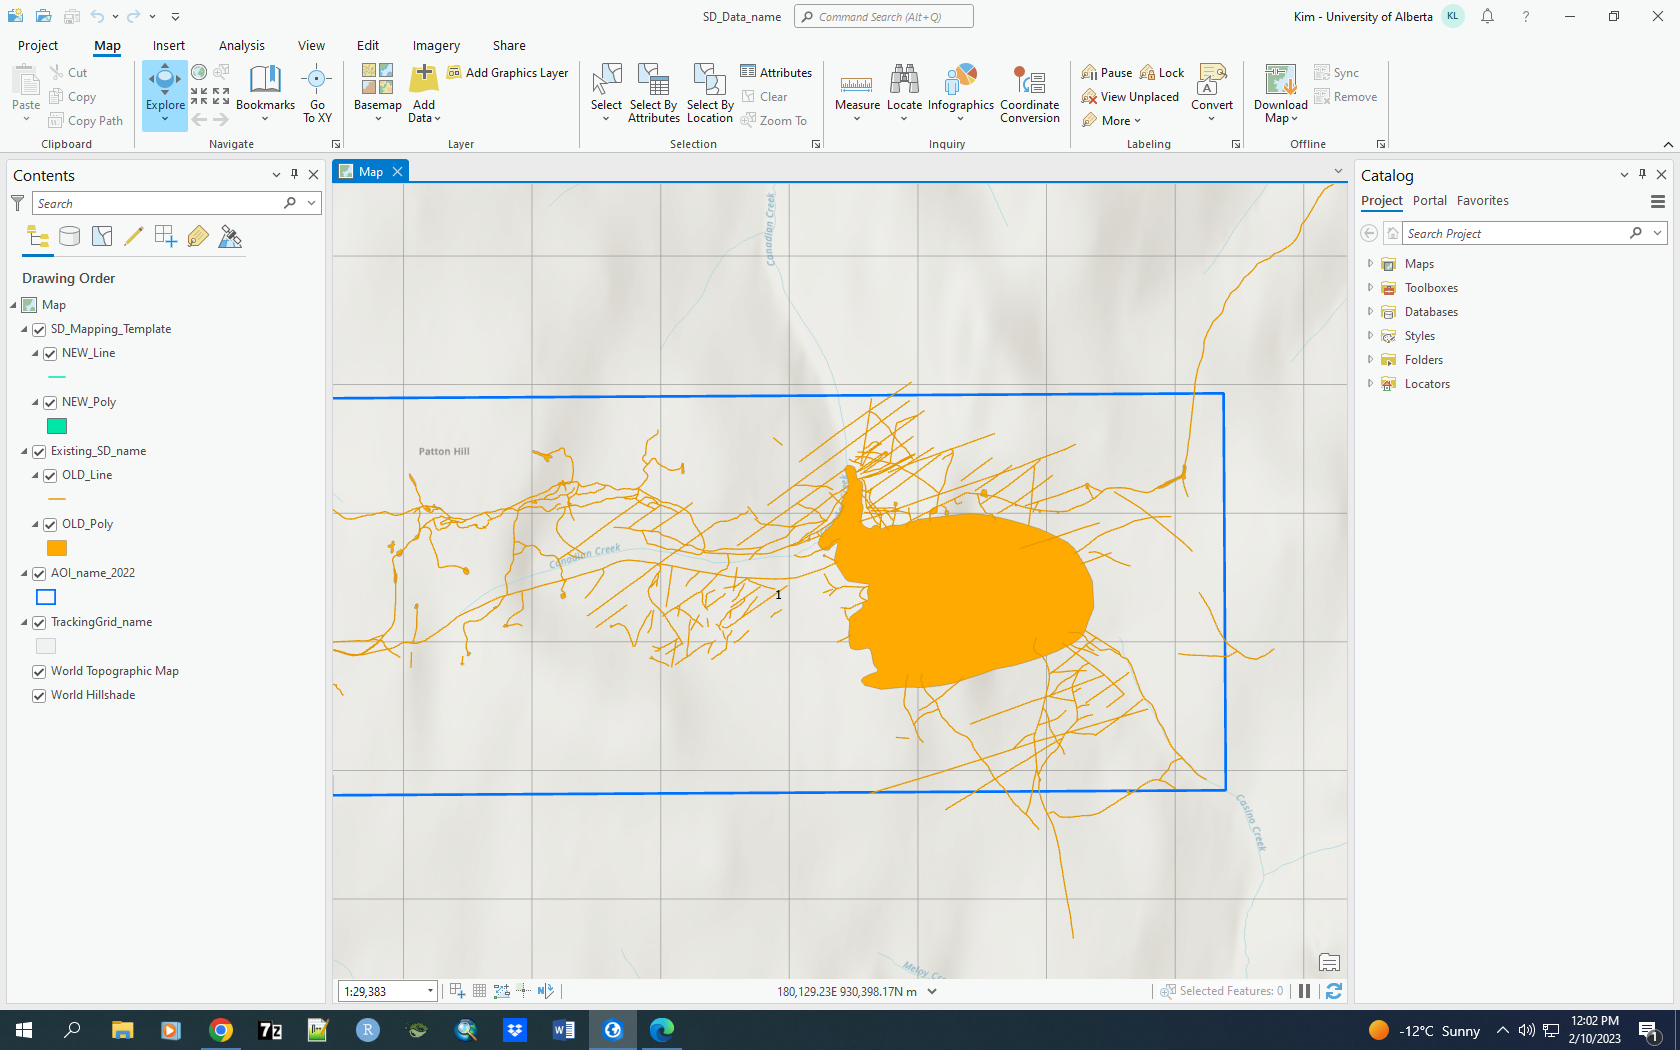 SD_Data_name
Command Search (Alt+Q)
Kim - University of Alberta
KL
?
Project
Map
Insert
Analysis
View
Edit
Imagery
Share
Paste
Cut
Copy
Copy Path
Clipboard
Explore
Bookmarks
Go
To XY
Navigate
Basemap
Add
Data
Add Graphics Layer
Layer
Select
Select By
Attributes
Select By
Location
Attributes
Clear
Zoom To
Selection
Measure
Locate
Infographics
Coordinate
Conversion
Inquiry
Pause
Lock
View Unplaced
More
Convert
Labeling
Download
Map
Sync
Remove
Offline
Contents
Search
Drawing Order
Map
SD_Mapping_Template
NEW_Line
NEW_Poly
Existing_SD_name
OLD_Line
OLD_Poly
AOI_name_2022
TrackingGrid_name
World Topographic Map
World Hillshade
Map
Canadian Creek
Patton Hill
Canadian Creek
1
Casino Creek
Meloy Cre
1:29,383
180,129.23E 930,398.17N m
Selected Features: 0
Catalog
Project
Portal
Favorites
Search Project
Maps
Toolboxes
Databases
Styles
Folders
Locators
7z
R
-12°C Sunny
12:02 PM
2/10/2023
1